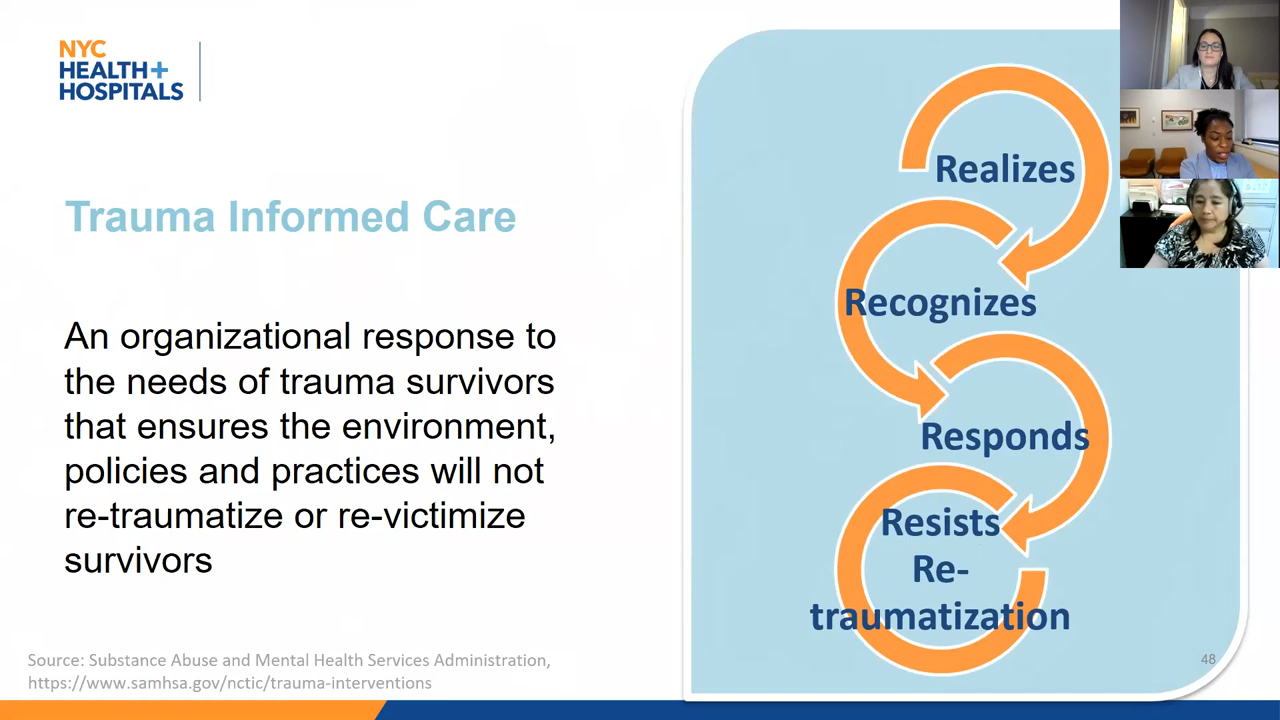 NYC
HEALTH+
HOSPITALS
Trauma Informed Care
An organizational response to
the needs of trauma survivors
that ensures the environment,
policies and practices will not
re-traumatize or re-victimize
survivors
Source: Substance Abuse and Mental Health Services Administration,
https://www.samhsa.gov/nctic/trauma-interventions
Realizes
Recognizes
Responds
Resists
Re-
traumatization
48